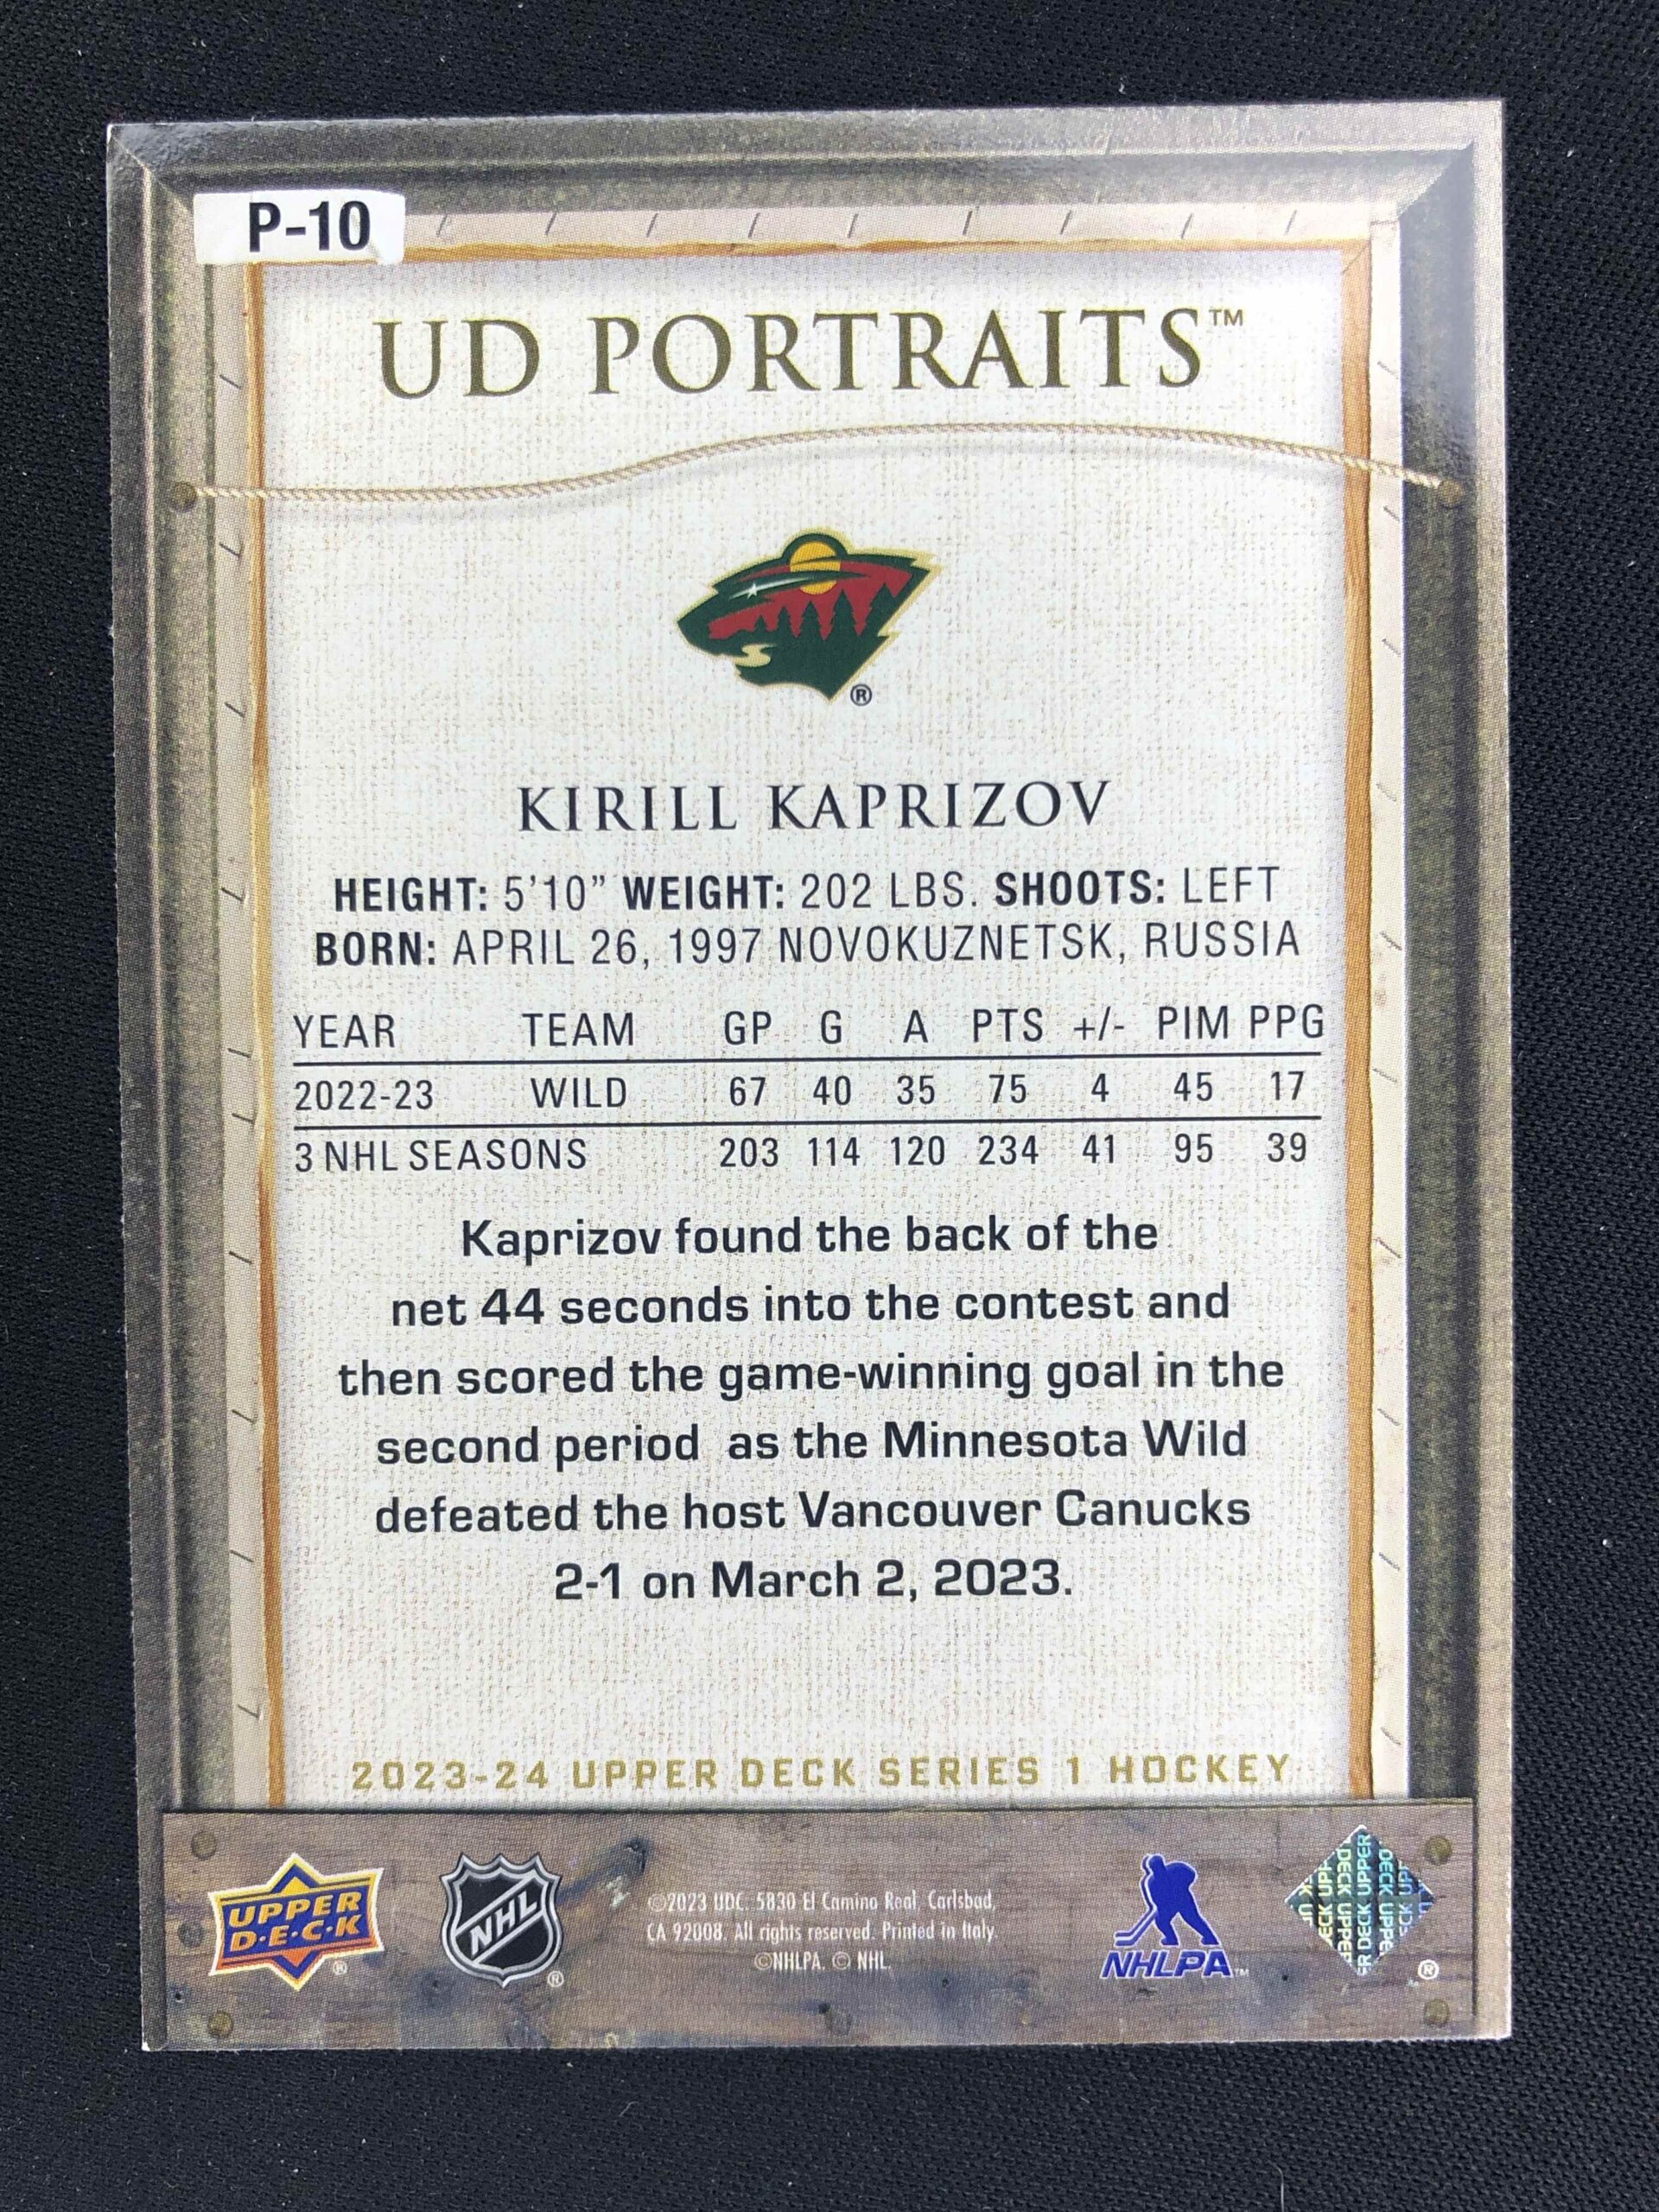 P-10
UD PORTRAITS™
®
KIRILL KAPRIZOV
HEIGHT: 5'10” WEIGHT: 202 LBS. SHOOTS: LEFT
BORN: APRIL 26, 1997 NOVOKUZNETSK, RUSSIA
YEAR TEAM GP G A PTS +/- PIM PPG
2022-23 WILD 67 40 35 75 4 45 17
3 NHL SEASONS 203 114 120 234 41 95 39
Kaprizov found the back of the
net 44 seconds into the contest and
then scored the game-winning goal in the
second period as the Minnesota Wild
defeated the host Vancouver Canucks
2-1 on March 2, 2023.
2023-24 UPPER DECK SERIES 1 HOCKEY
UPPER
D·E·C·K
®
NHL
®
©2023 UDC. 5830 El Camino Real, Carlsbad,
CA 92008. All rights reserved. Printed in Italy.
©NHLPA. © NHL.
NHLPA™
DECK UPPER
®